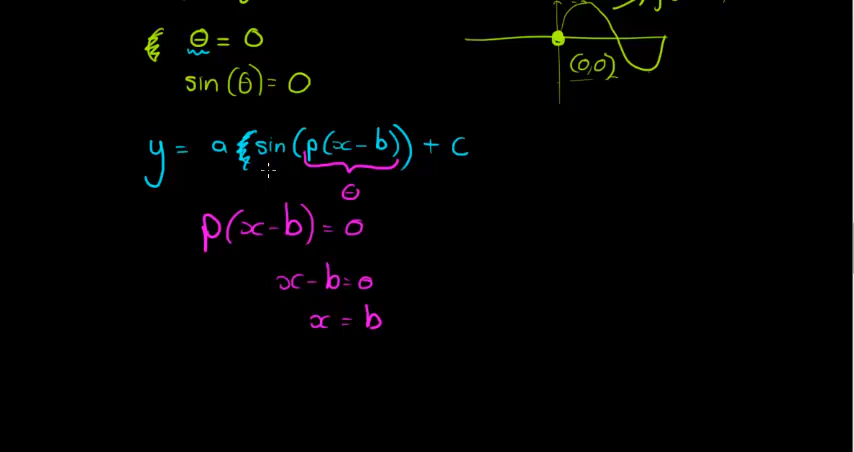 θ = 0
(0,0)
sin (θ) = 0
y = a sin (p(x - b)) + c
θ
p(x-b) = 0
x - b = 0
x = b